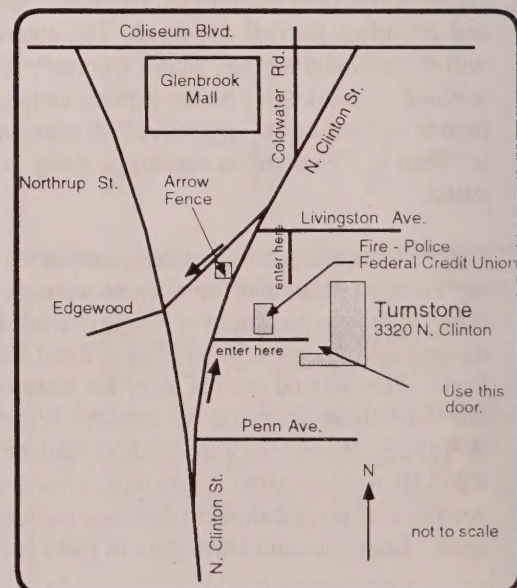 Coliseum Blvd.
Glenbrook
Mall
Coldwater Rd.
N. Clinton St.
Northrup St.
Arrow
Fence
Livingston Ave.
enter here
Fire - Police
Federal Credit Union
Edgewood
Turnstone
3320 N. Clinton
enter here
Use this
door.
Penn Ave.
N. Clinton St.
N
not to scale